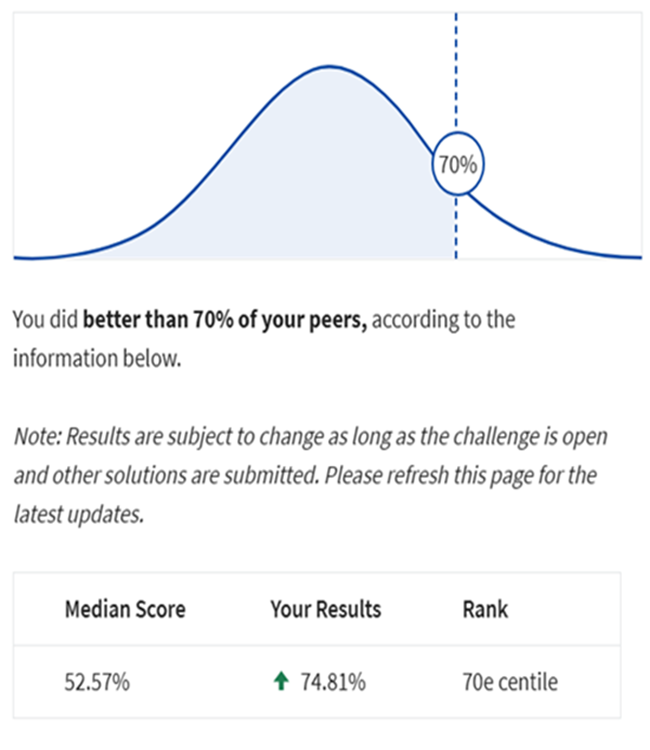 70%
You did better than 70% of your peers, according to the
information below.
Note: Results are subject to change as long as the challenge is open
and other solutions are submitted. Please refresh this page for the
latest updates.
Median Score Your Results Rank
52.57% 74.81% 70e centile